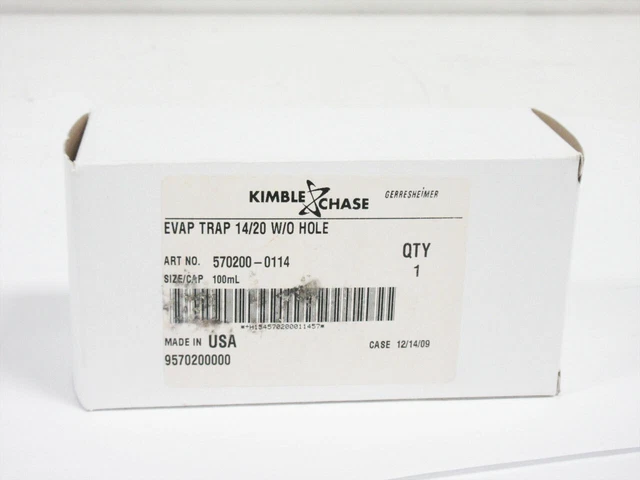 KIMBLE CHASE GERRESHEIMER
EVAP TRAP 14/20 W/O HOLE
ART NO. 570200-0114
QTY
1
SIZE/CAP 100mL
*+H154570200011457*
MADE IN USA
CASE 12/14/09
9570200000